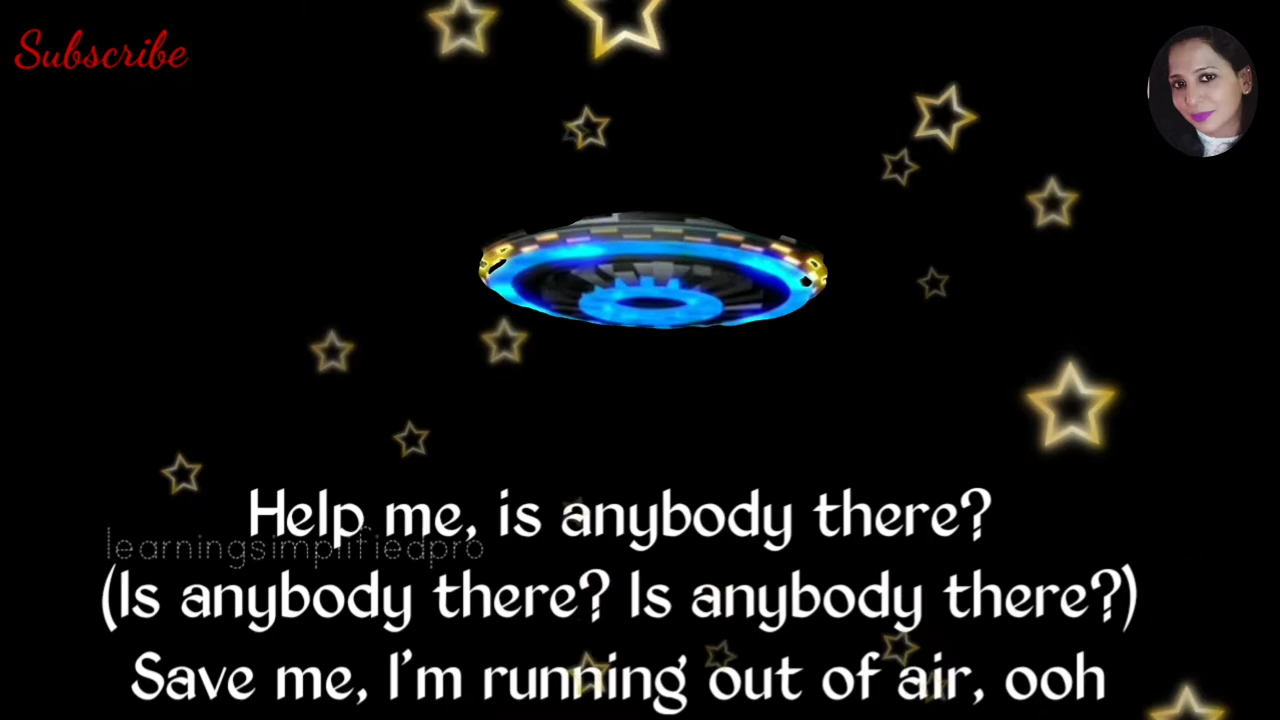 Subscribe
Help me, is anybody there?
learningsimplifiedpro
(Is anybody there? Is anybody there?)
Save me, I'm running out of air, ooh